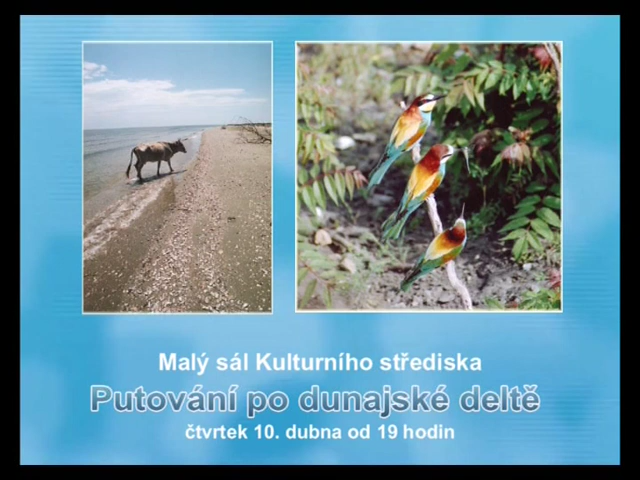 Malý sál Kulturního střediska
Putování po dunajské deltě
čtvrtek 10. dubna od 19 hodin